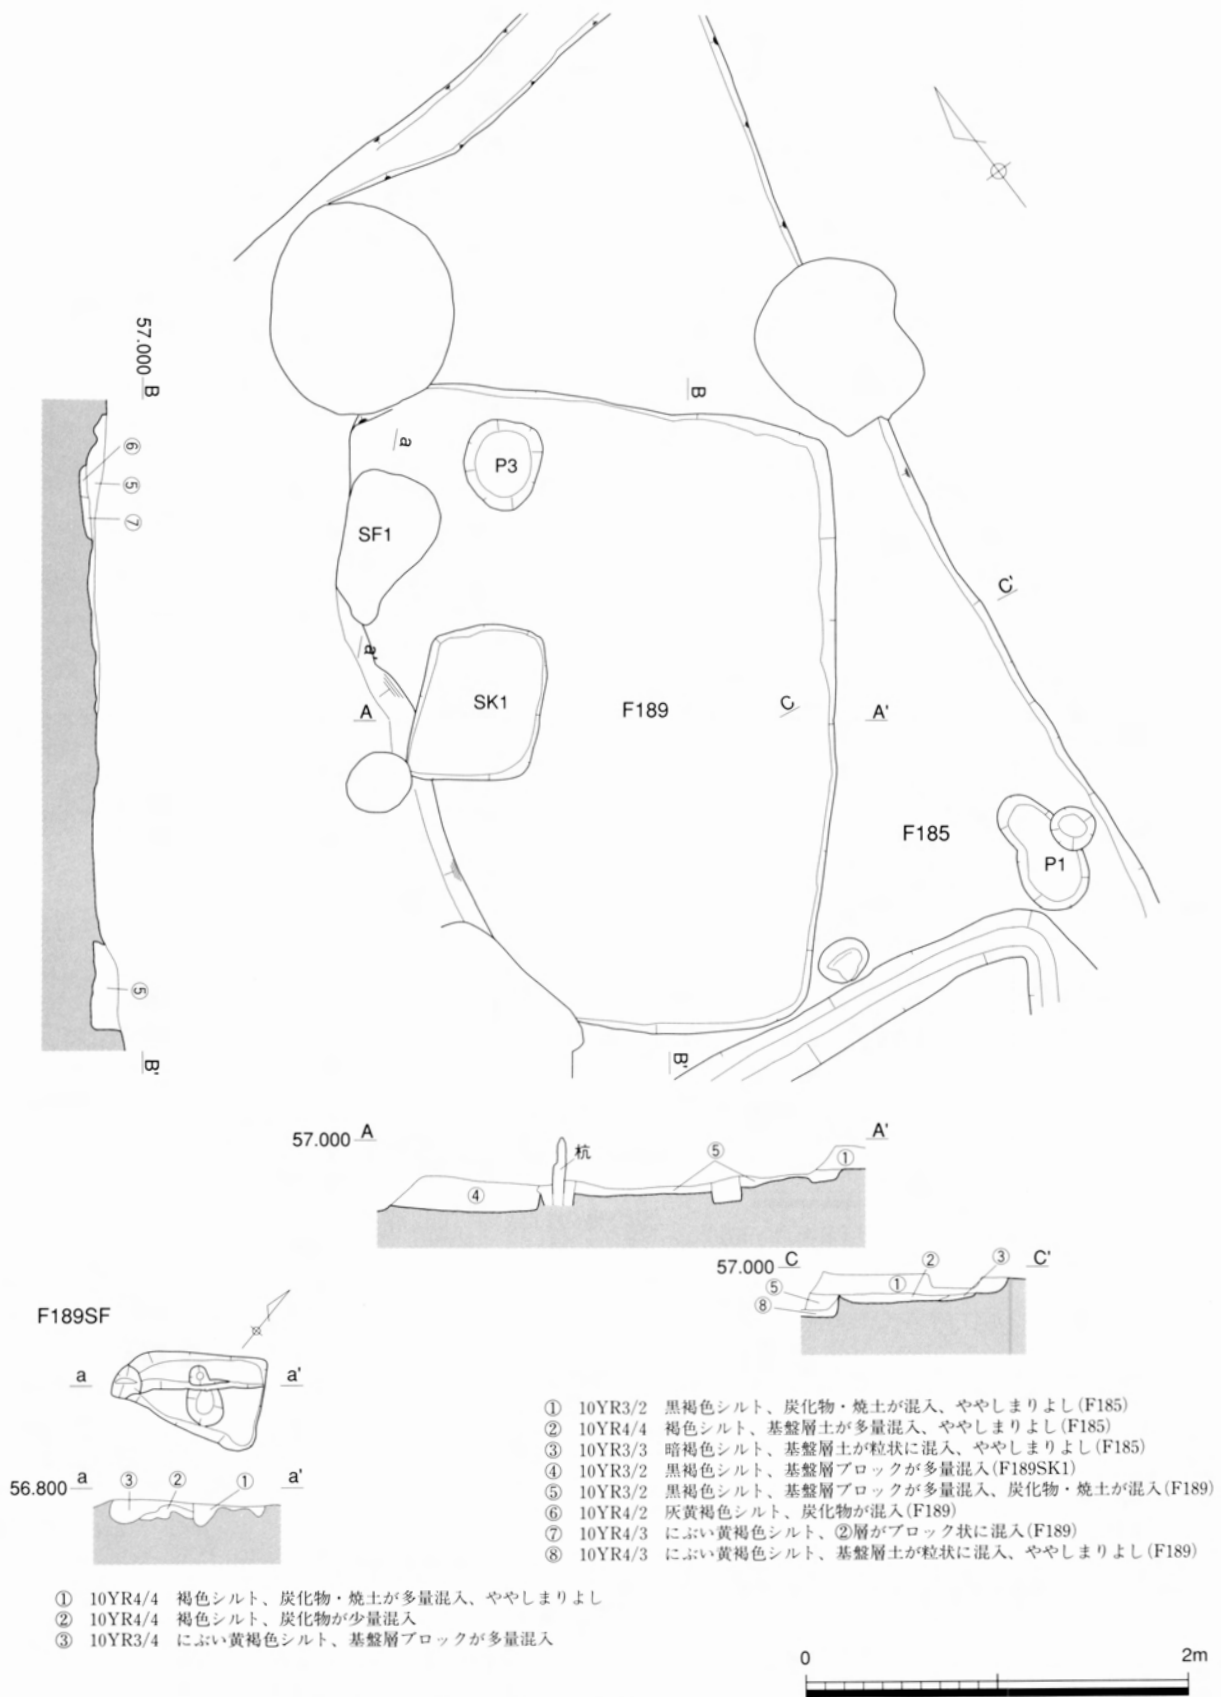 57.000 B
B
⑥
⑤
⑦
⑤
B'
a
P3
SF1
a'
A
SK1
F189
C
A'
C'
F185
P1
B'
57.000 A
杭
⑤
A'
①
④
57.000 C
②
③
C'
①
⑤
⑧
F189SF
a
a'
56.800 a
③
②
①
a'
① 10YR3/2 黒褐色シルト、炭化物・焼土が混入、ややしまりよし(F185)
② 10YR4/4 褐色シルト、基盤層土が多量混入、ややしまりよし(F185)
③ 10YR3/3 暗褐色シルト、基盤層土が粒状に混入、ややしまりよし(F185)
④ 10YR3/2 黒褐色シルト、基盤層ブロックが多量混入(F189SK1)
⑤ 10YR3/2 黒褐色シルト、基盤層ブロックが多量混入、炭化物・焼土が混入(F189)
⑥ 10YR4/2 灰黄褐色シルト、炭化物が混入(F189)
⑦ 10YR4/3 にぶい黄褐色シルト、②層がブロック状に混入(F189)
⑧ 10YR4/3 にぶい黄褐色シルト、基盤層土が粒状に混入、ややしまりよし(F189)
① 10YR4/4 褐色シルト、炭化物・焼土が多量混入、ややしまりよし
② 10YR4/4 褐色シルト、炭化物が少量混入
③ 10YR3/4 にぶい黄褐色シルト、基盤層ブロックが多量混入
0 2m